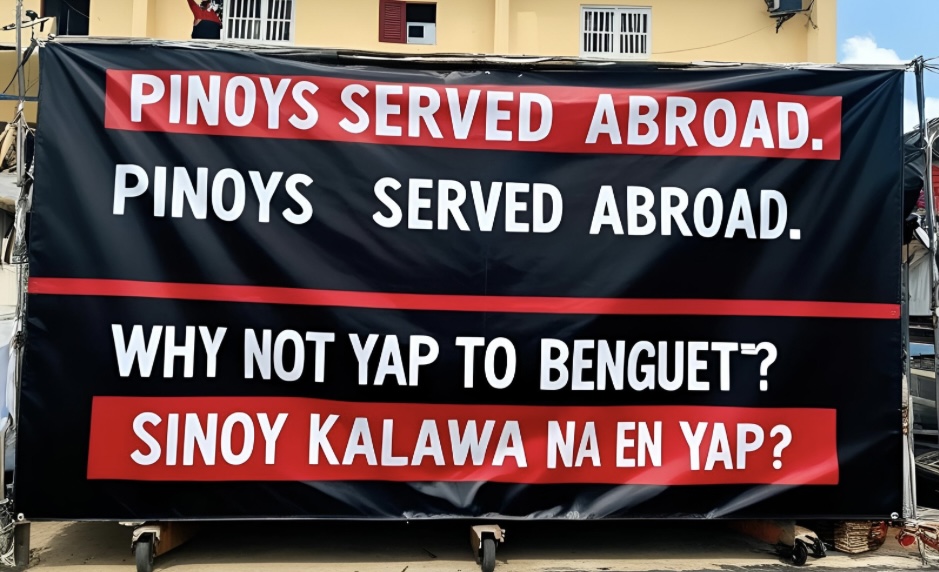 PINOYS SERVED ABROAD.
PINOYS SERVED ABROAD.
WHY NOT YAP TO BENGUET"?
SINOY KALAWA NA EN YAP?